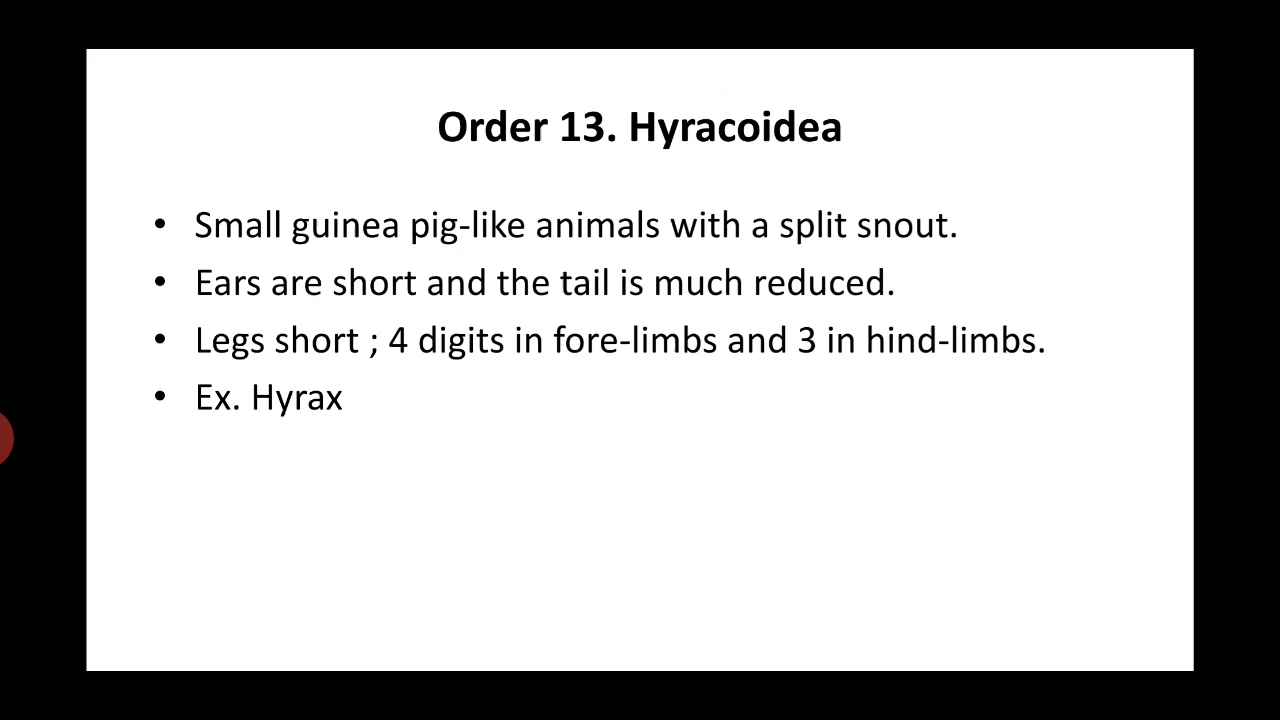 Order 13. Hyracoidea
• Small guinea pig-like animals with a split snout.
• Ears are short and the tail is much reduced.
• Legs short ; 4 digits in fore-limbs and 3 in hind-limbs.
• Ex. Hyrax